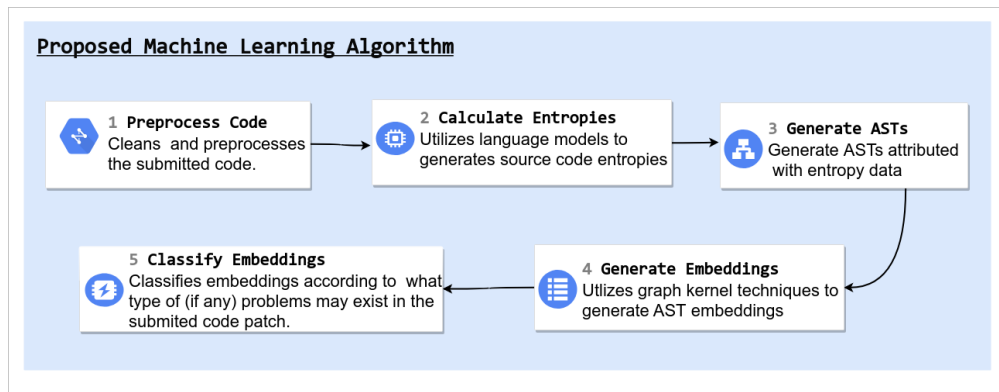 Proposed Machine Learning Algorithm
1 Preprocess Code
Cleans and preprocesses
the submitted code.
2 Calculate Entropies
Utilizes language models to
generates source code entropies
3 Generate ASTs
Generate ASTs attributed
with entropy data
4 Generate Embeddings
Utlizes graph kernel techniques to
generate AST embeddings
5 Classify Embeddings
Classifies embeddings according to what
type of (if any) problems may exist in the
submited code patch.